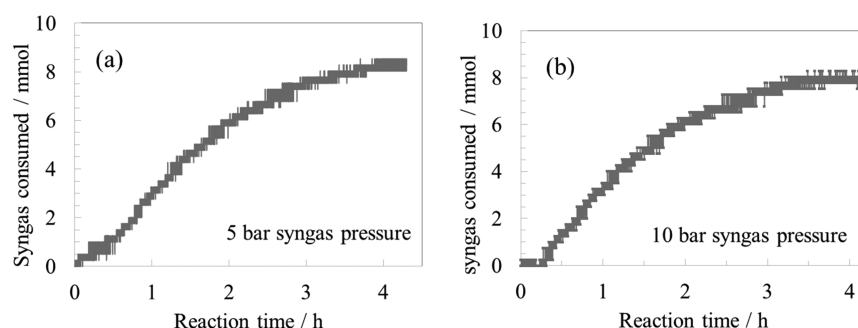 10
8
6
4
2
0
Syngas consumed / mmol
(a)
5 bar syngas pressure
0 1 2 3 4
Reaction time / h
10
8
6
4
2
0
syngas consumed / mmol
(b)
10 bar syngas pressure
0 1 2 3 4
Reaction time / h